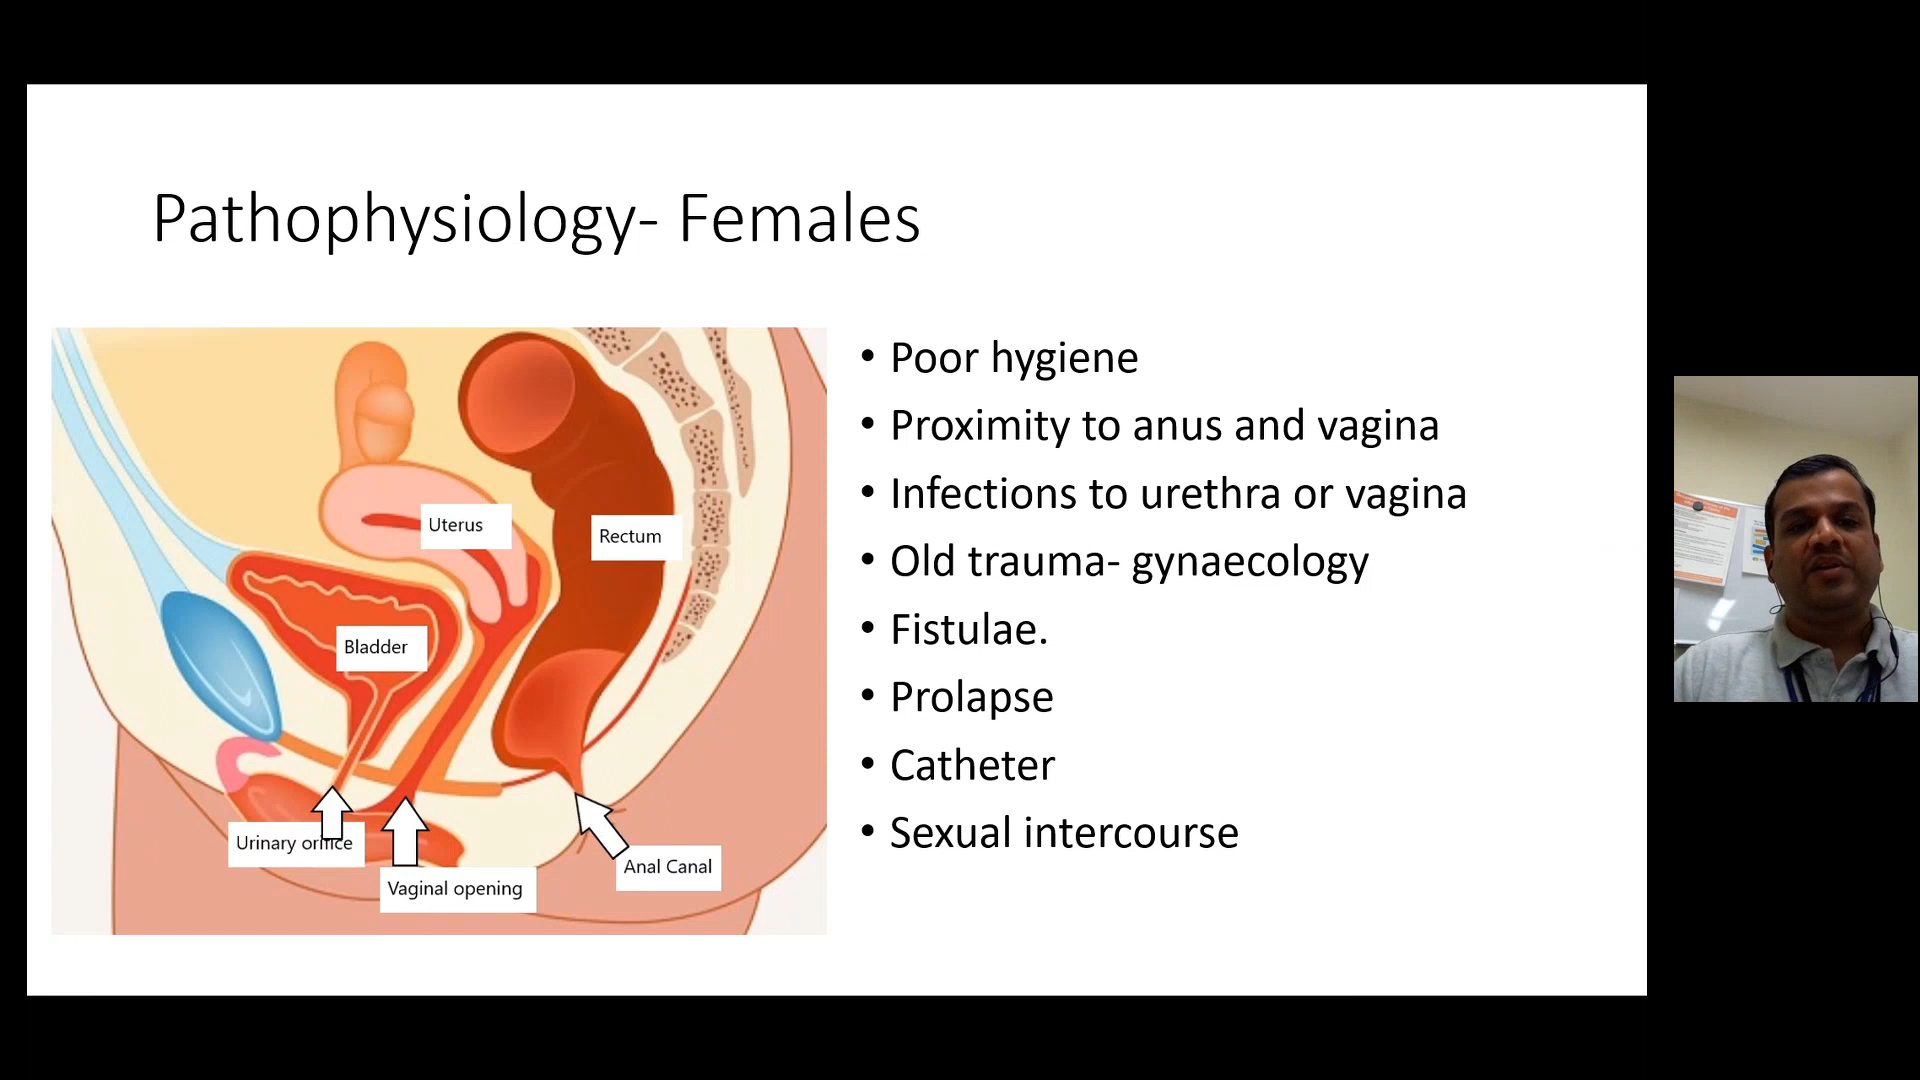 Pathophysiology- Females
Uterus
Rectum
Bladder
Urinary orifice
Vaginal opening
Anal Canal
• Poor hygiene
• Proximity to anus and vagina
• Infections to urethra or vagina
• Old trauma- gynaecology
• Fistulae.
• Prolapse
• Catheter
• Sexual intercourse